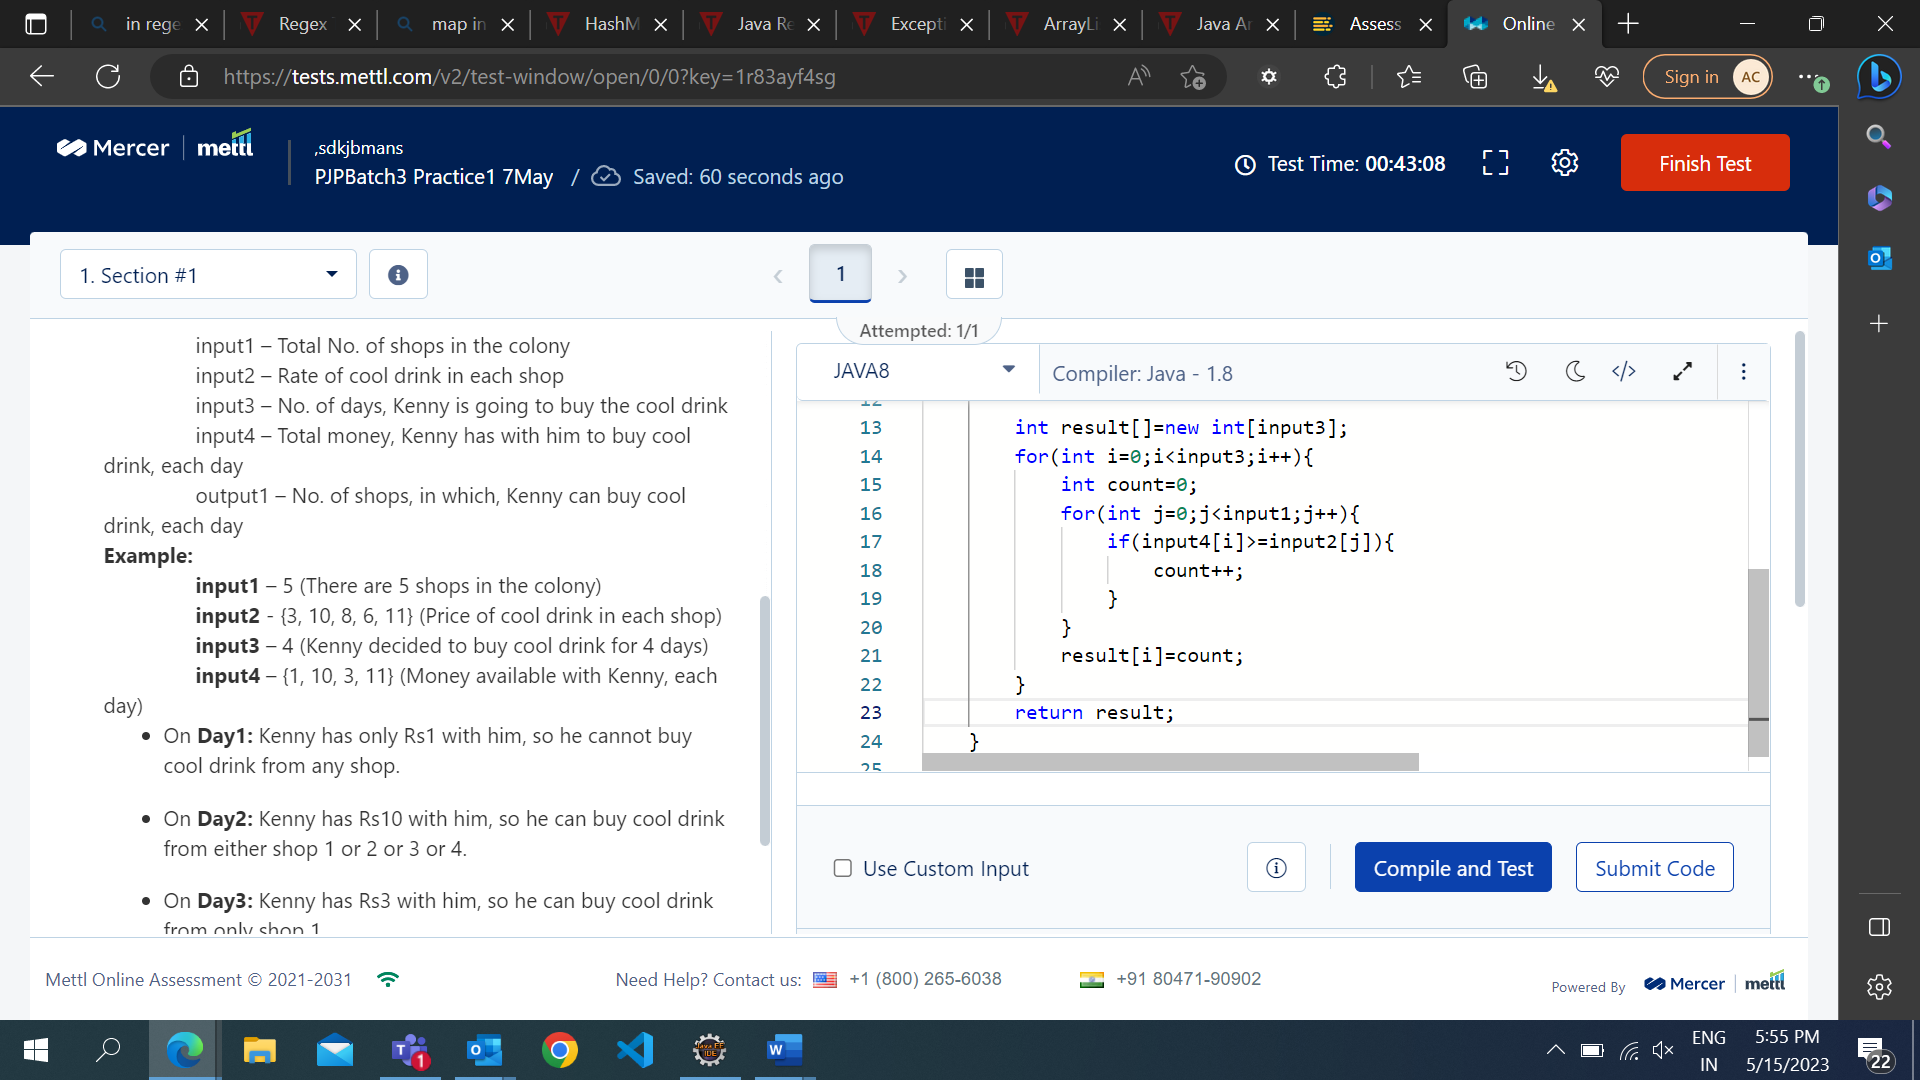 in rege
Regex
map in
HashM
Java Re
Excepti
ArrayLi
Java Ar
Assess
Online
https://tests.mettl.com/v2/test-window/open/0/0?key=1r83ayf4sg
Sign in
AC
Mercer
mettl
,sdkjbmans
PJPBatch3 Practice1 7May / Saved: 60 seconds ago
Test Time: 00:43:08
Finish Test
1. Section #1
1
Attempted: 1/1
input1 – Total No. of shops in the colony
input2 – Rate of cool drink in each shop
input3 – No. of days, Kenny is going to buy the cool drink
input4 – Total money, Kenny has with him to buy cool
drink, each day
output1 – No. of shops, in which, Kenny can buy cool
drink, each day
Example:
input1 – 5 (There are 5 shops in the colony)
input2 - {3, 10, 8, 6, 11} (Price of cool drink in each shop)
input3 – 4 (Kenny decided to buy cool drink for 4 days)
input4 – {1, 10, 3, 11} (Money available with Kenny, each
day)
• On Day1: Kenny has only Rs1 with him, so he cannot buy
cool drink from any shop.
• On Day2: Kenny has Rs10 with him, so he can buy cool drink
from either shop 1 or 2 or 3 or 4.
• On Day3: Kenny has Rs3 with him, so he can buy cool drink
from only shop 1
JAVA8
Compiler: Java - 1.8
12
13 int result[]=new int[input3];
14 for(int i=0;i<input3;i++){
15 int count=0;
16 for(int j=0;j<input1;j++){
17 if(input4[i]>=input2[j]){
18 count++;
19 }
20 }
21 result[i]=count;
22 }
23 return result;
24 }
25
Use Custom Input
Compile and Test
Submit Code
Mettl Online Assessment © 2021-2031
Need Help? Contact us: +1 (800) 265-6038
+91 80471-90902
Powered By Mercer mettl
1
22
ENG
IN
5:55 PM
5/15/2023